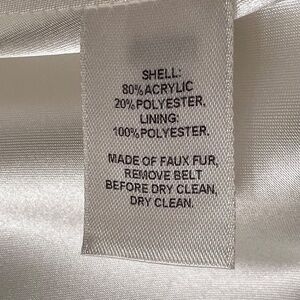 SHELL:
80%ACRYLIC
20%POLYESTER.
LINING:
100%POLYESTER.
MADE OF FAUX FUR,
REMOVE BELT
BEFORE DRY CLEAN,
DRY CLEAN.